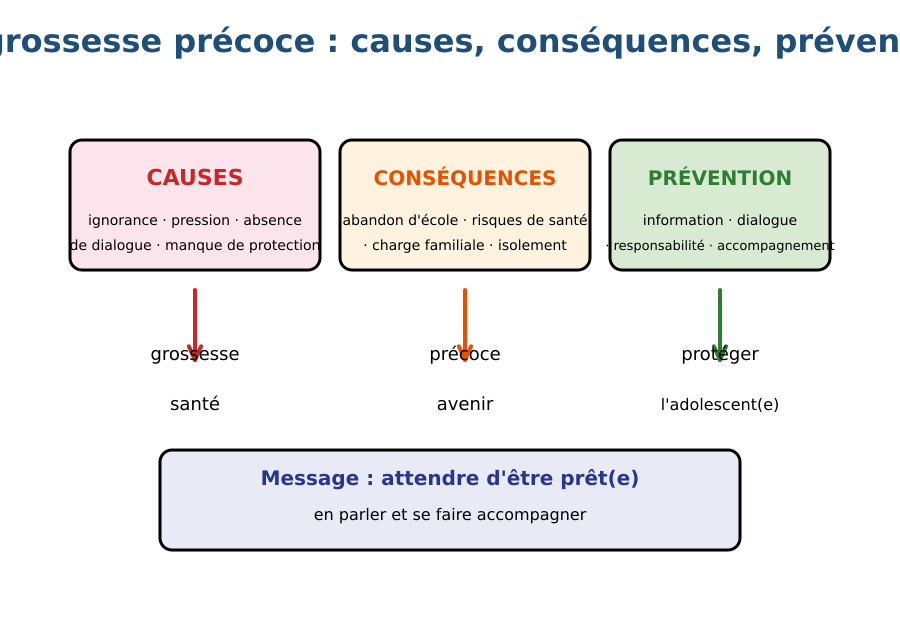 grossesse précoce : causes, conséquences, préven
CAUSES
ignorance · pression · absence
de dialogue · manque de protection
CONSÉQUENCES
abandon d'école · risques de santé
· charge familiale · isolement
PRÉVENTION
information · dialogue
· responsabilité · accompagnement
grossesse
santé
précoce
avenir
protéger
l'adolescent(e)
Message : attendre d'être prêt(e)
en parler et se faire accompagner